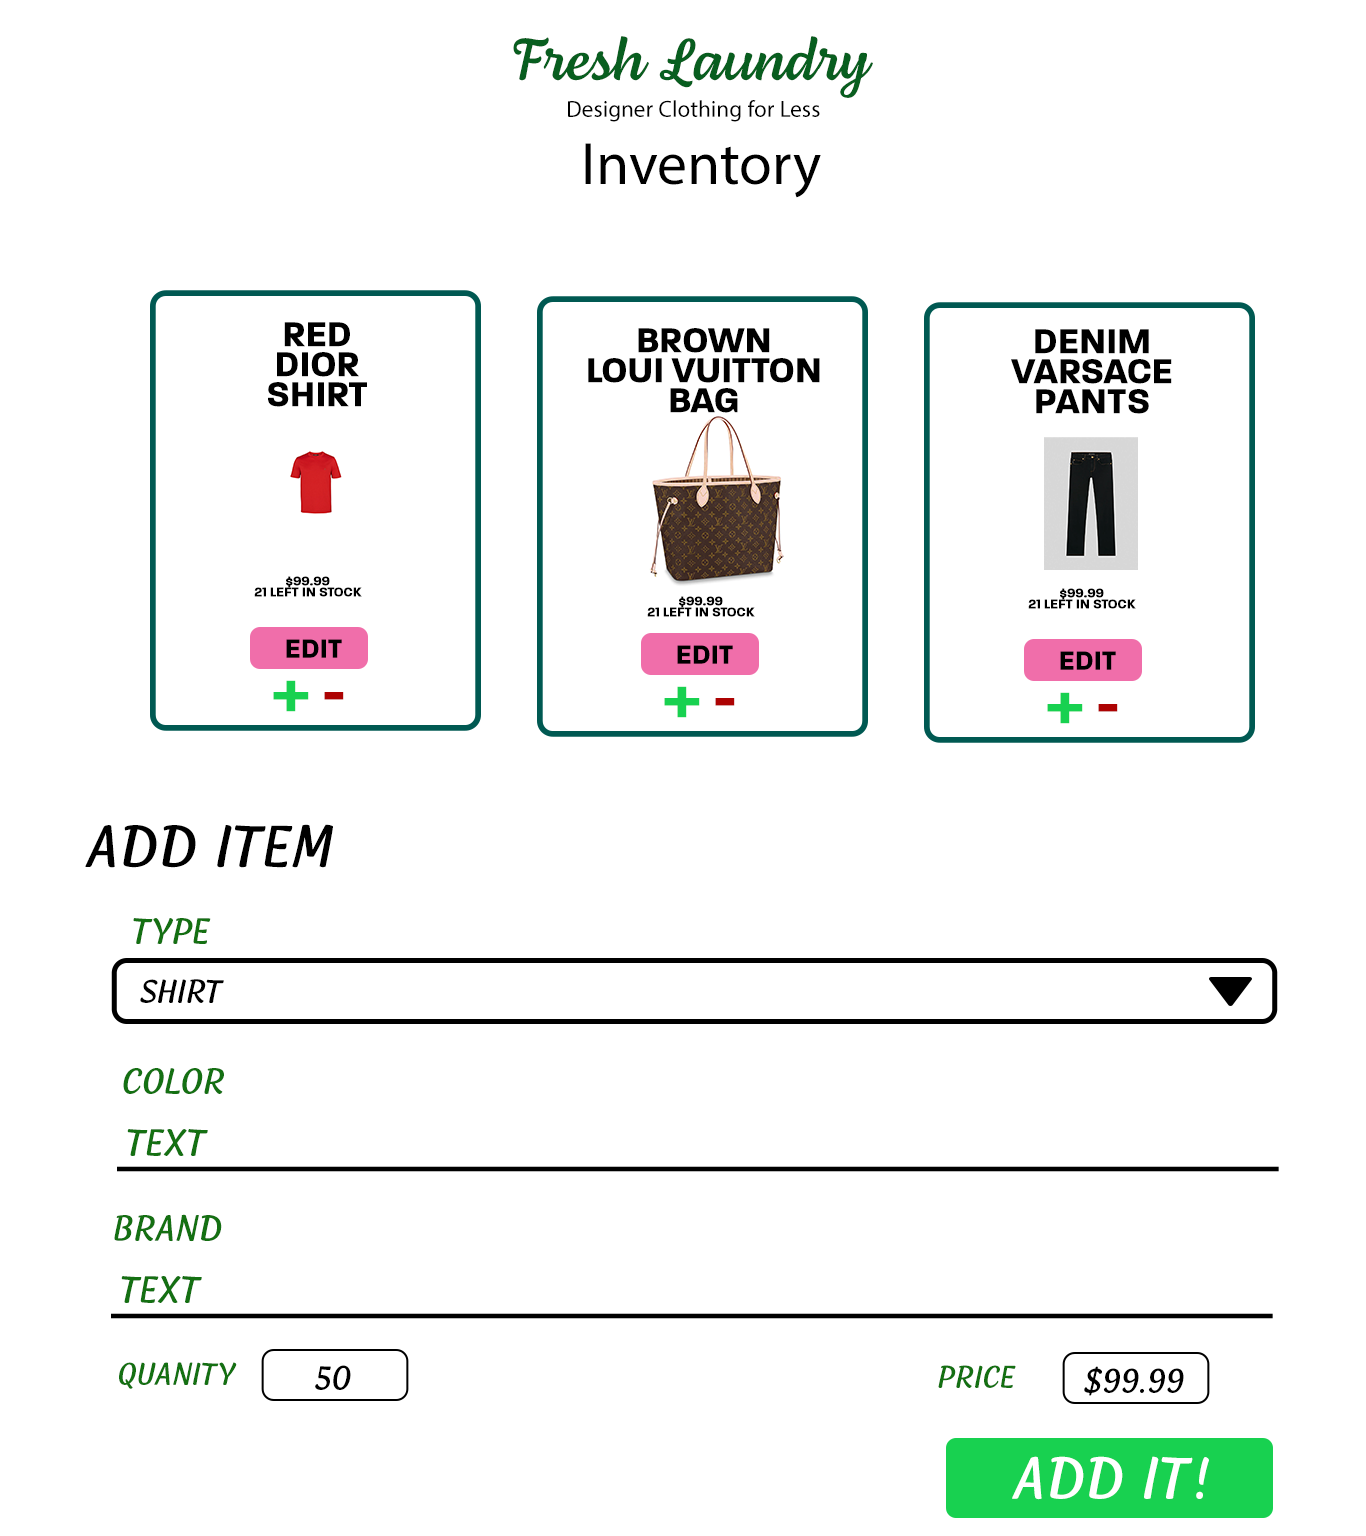 Fresh Laundry
Designer Clothing for Less
Inventory
RED
DIOR
SHIRT
$99.99
21 LEFT IN STOCK
EDIT
+ -
BROWN
LOUI VUITTON
BAG
$99.99
21 LEFT IN STOCK
EDIT
+ -
DENIM
VARSACE
PANTS
$99.99
21 LEFT IN STOCK
EDIT
+ -
ADD ITEM
TYPE
SHIRT
COLOR
TEXT
BRAND
TEXT
QUANITY 50
PRICE $99.99
ADD IT!